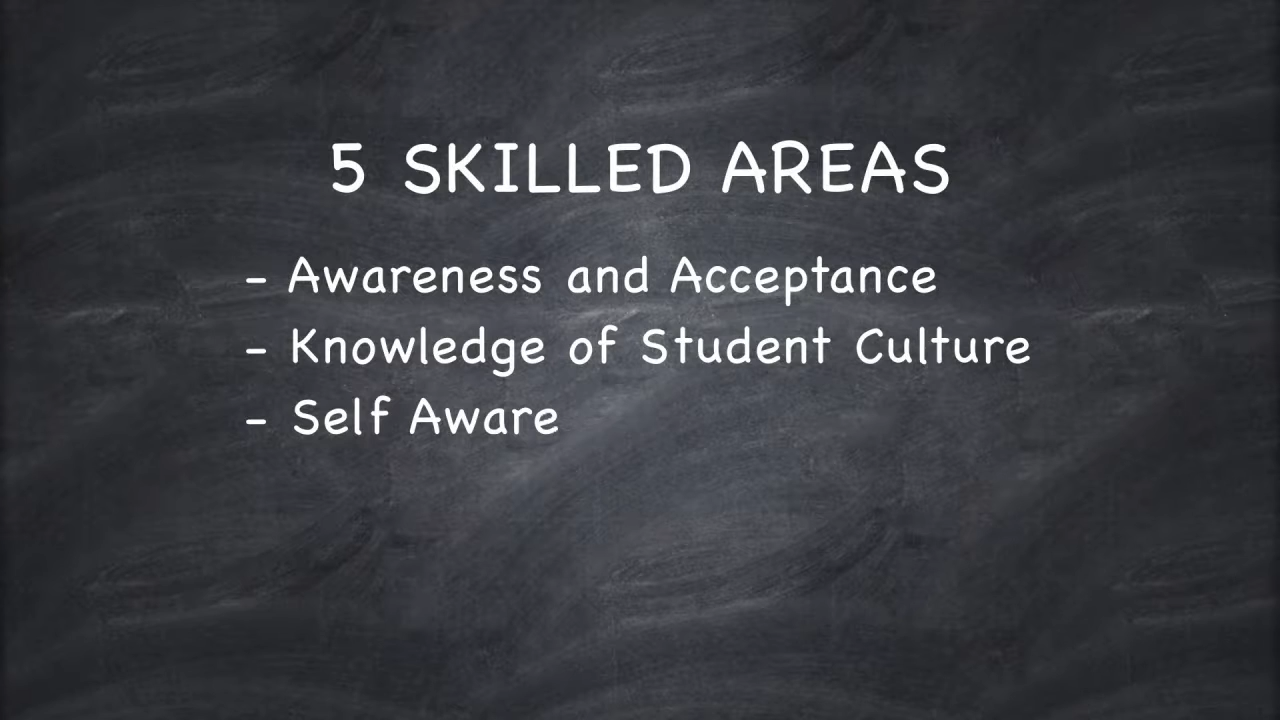 5 SKILLED AREAS
- Awareness and Acceptance
- Knowledge of Student Culture
- Self Aware